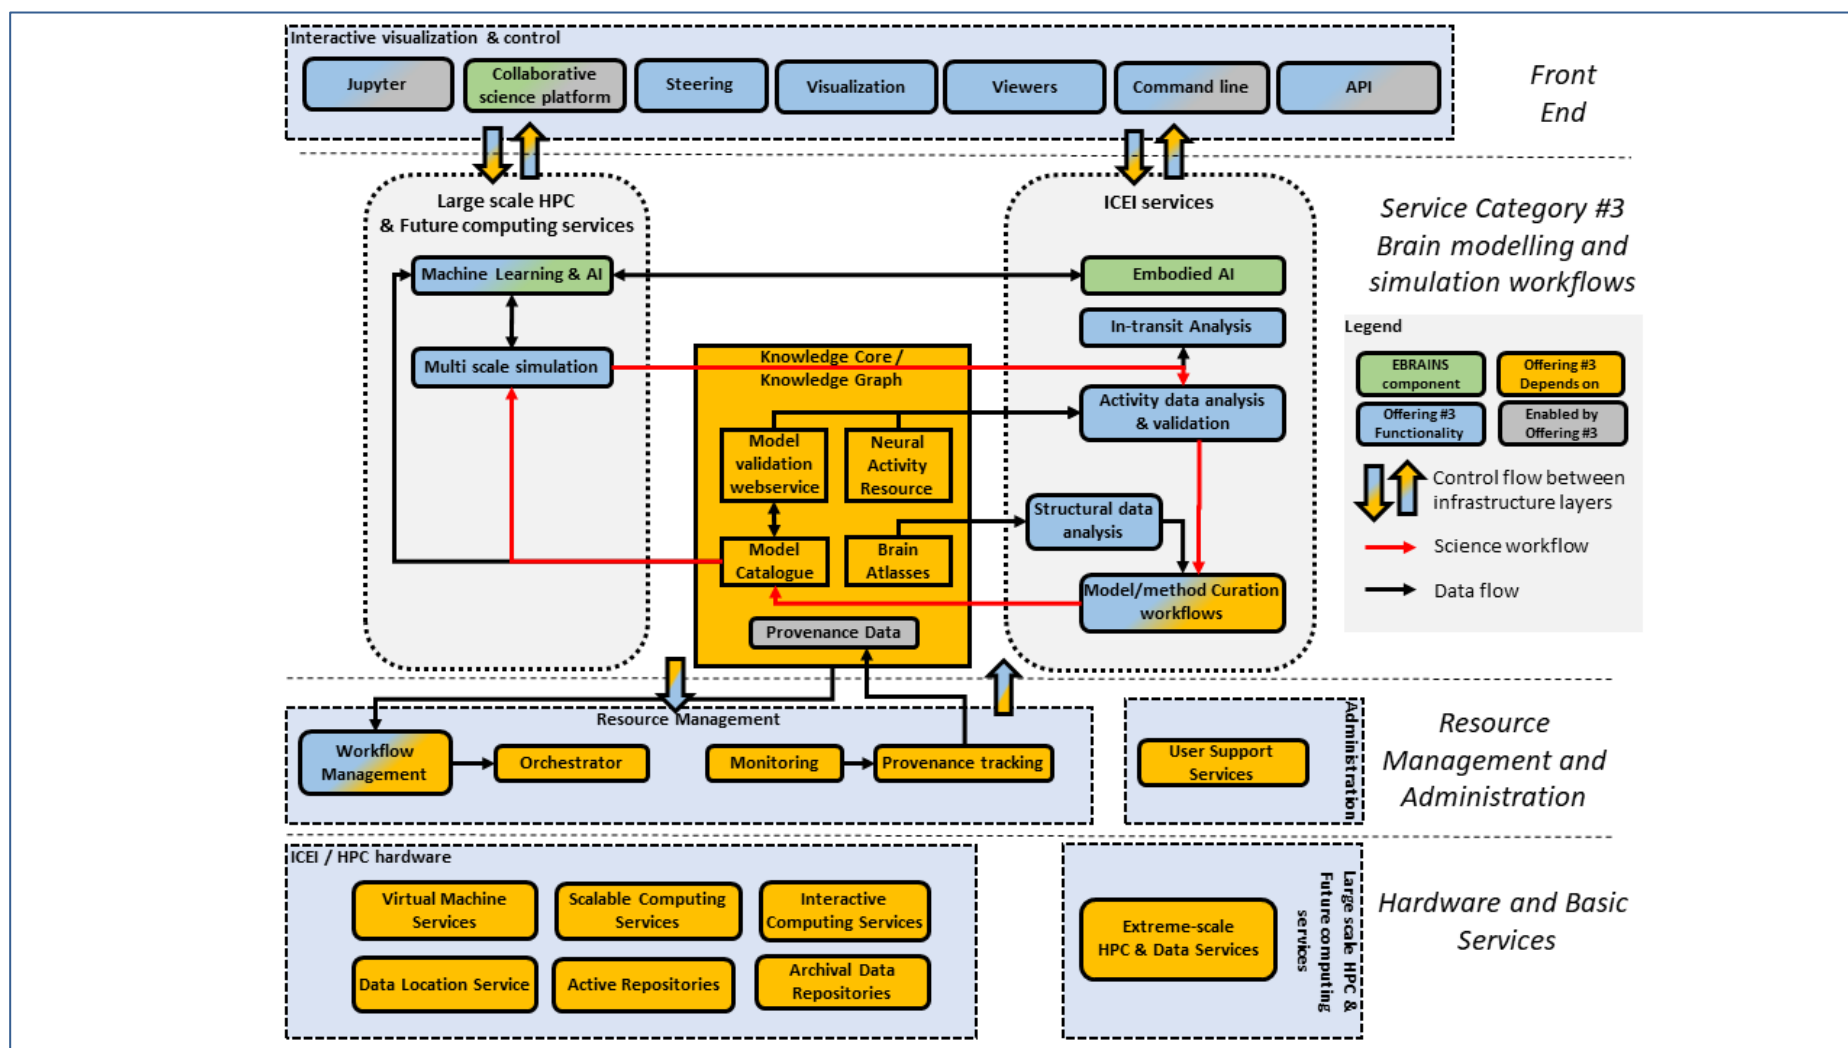 Interactive visualization & control
Jupyter
Collaborative
science platform
Steering
Visualization
Viewers
Command line
API
Front
End
Large scale HPC
& Future computing services
ICEI services
Service Category #3
Brain modelling and
simulation workflows
Machine Learning & AI
Embodied AI
In-transit Analysis
Multi scale simulation
Knowledge Core /
Knowledge Graph
Activity data analysis
& validation
Model
validation
webservice
Neural
Activity
Resource
Structural data
analysis
Model
Catalogue
Brain
Atlasses
Model/method Curation
workflows
Provenance Data
Legend
EBRAINS
component
Offering #3
Depends on
Offering #3
Functionality
Enabled by
Offering #3
Control flow between
infrastructure layers
Science workflow
Data flow
Resource Management
Workflow
Management
Orchestrator
Monitoring
Provenance tracking
User Support
Services
Administration
Resource
Management and
Administration
ICEI / HPC hardware
Virtual Machine
Services
Scalable Computing
Services
Interactive
Computing Services
Data Location Service
Active Repositories
Archival Data
Repositories
Extreme-scale
HPC & Data Services
Large scale HPC &
Future computing
services
Hardware and Basic
Services